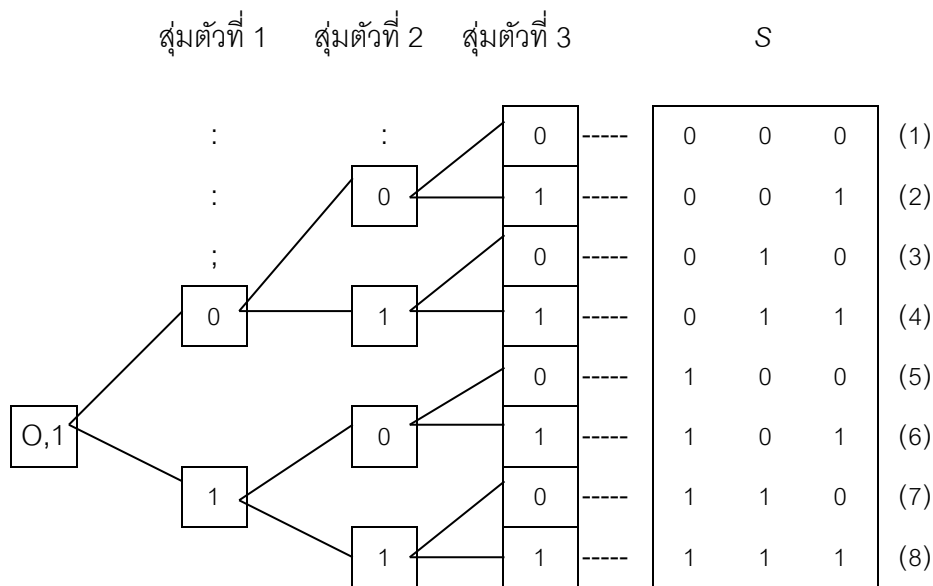 สุ่มตัวที่ 1 สุ่มตัวที่ 2 สุ่มตัวที่ 3 S
: : 0 ----- 0 0 0 (1)
: 0 1 ----- 0 0 1 (2)
; 0 ----- 0 1 0 (3)
0 1 1 ----- 0 1 1 (4)
0 ----- 1 0 0 (5)
O,1 0 1 ----- 1 0 1 (6)
1 0 ----- 1 1 0 (7)
1 1 ----- 1 1 1 (8)